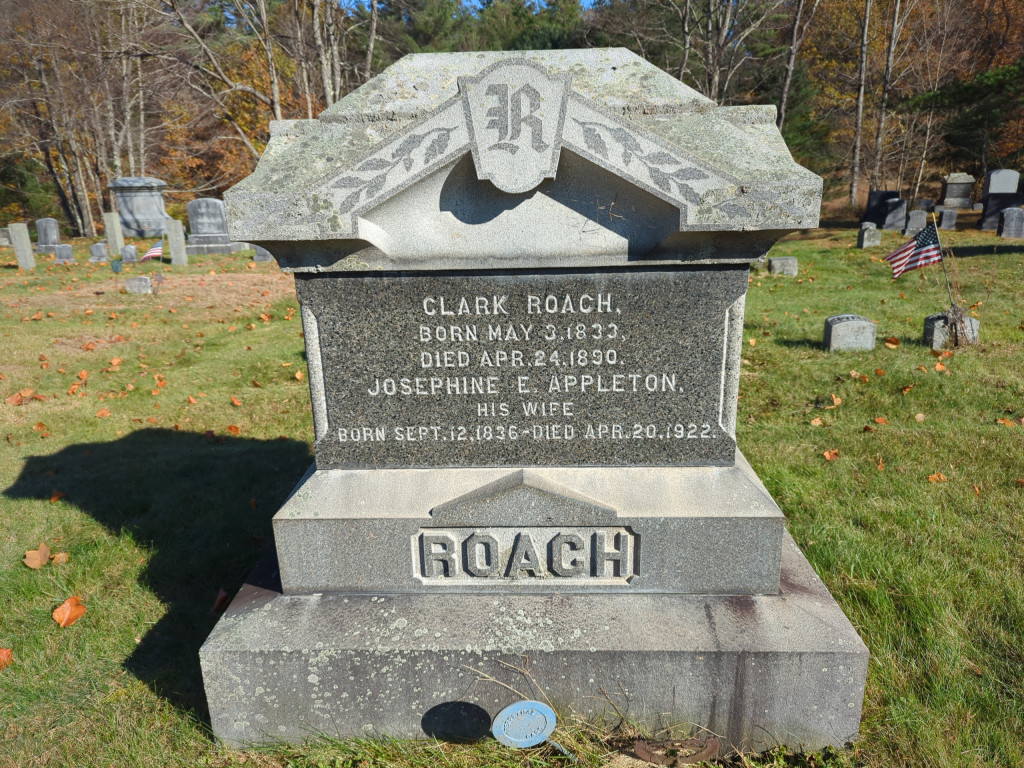 R
CLARK ROACH,
BORN MAY 3,1833,
DIED APR.24,1890.
JOSEPHINE E. APPLETON,
HIS WIFE
BORN SEPT.12,1836-DIED APR.20,1922.
ROACH